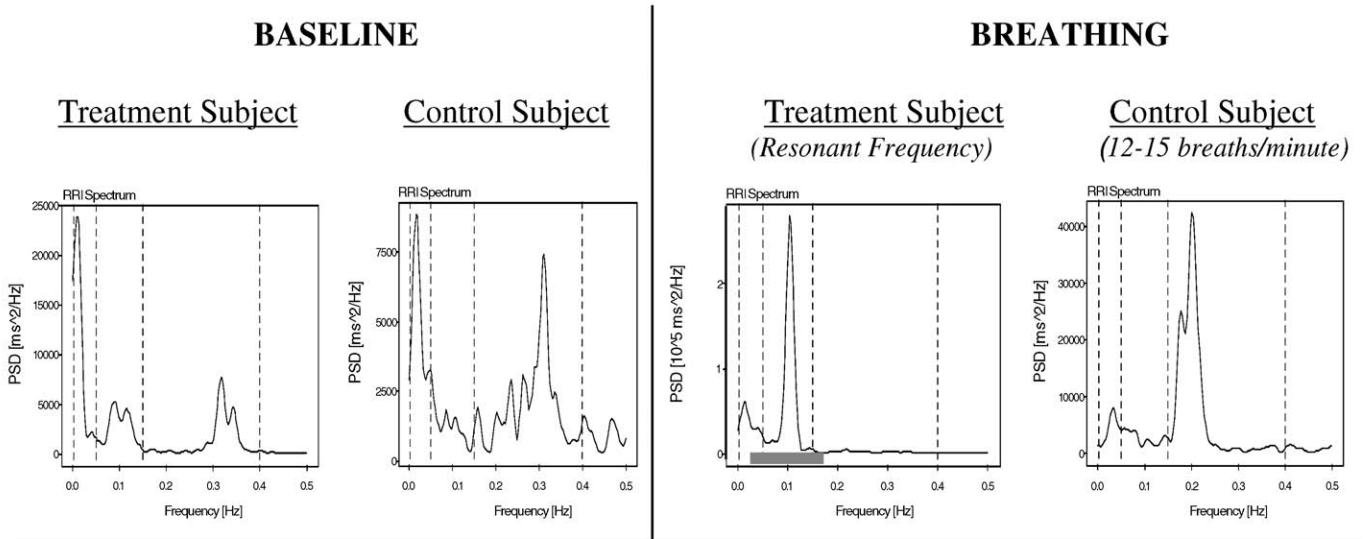 BASELINE
BREATHING
Treatment Subject
Control Subject
Treatment Subject
(Resonant Frequency)
Control Subject
(12-15 breaths/minute)
RRI Spectrum
PSD [ms^2/Hz]
25000
20000
15000
10000
5000
0
0.0 0.1 0.2 0.3 0.4 0.5
Frequency [Hz]
RRI Spectrum
PSD [ms^2/Hz]
7500
5000
2500
0
0.0 0.1 0.2 0.3 0.4 0.5
Frequency [Hz]
RRI Spectrum
PSD [10^5 ms^2/Hz]
2
1
0
0.0 0.1 0.2 0.3 0.4 0.5
Frequency [Hz]
RRI Spectrum
PSD [ms^2/Hz]
40000
30000
20000
10000
0
0.0 0.1 0.2 0.3 0.4 0.5
Frequency [Hz]